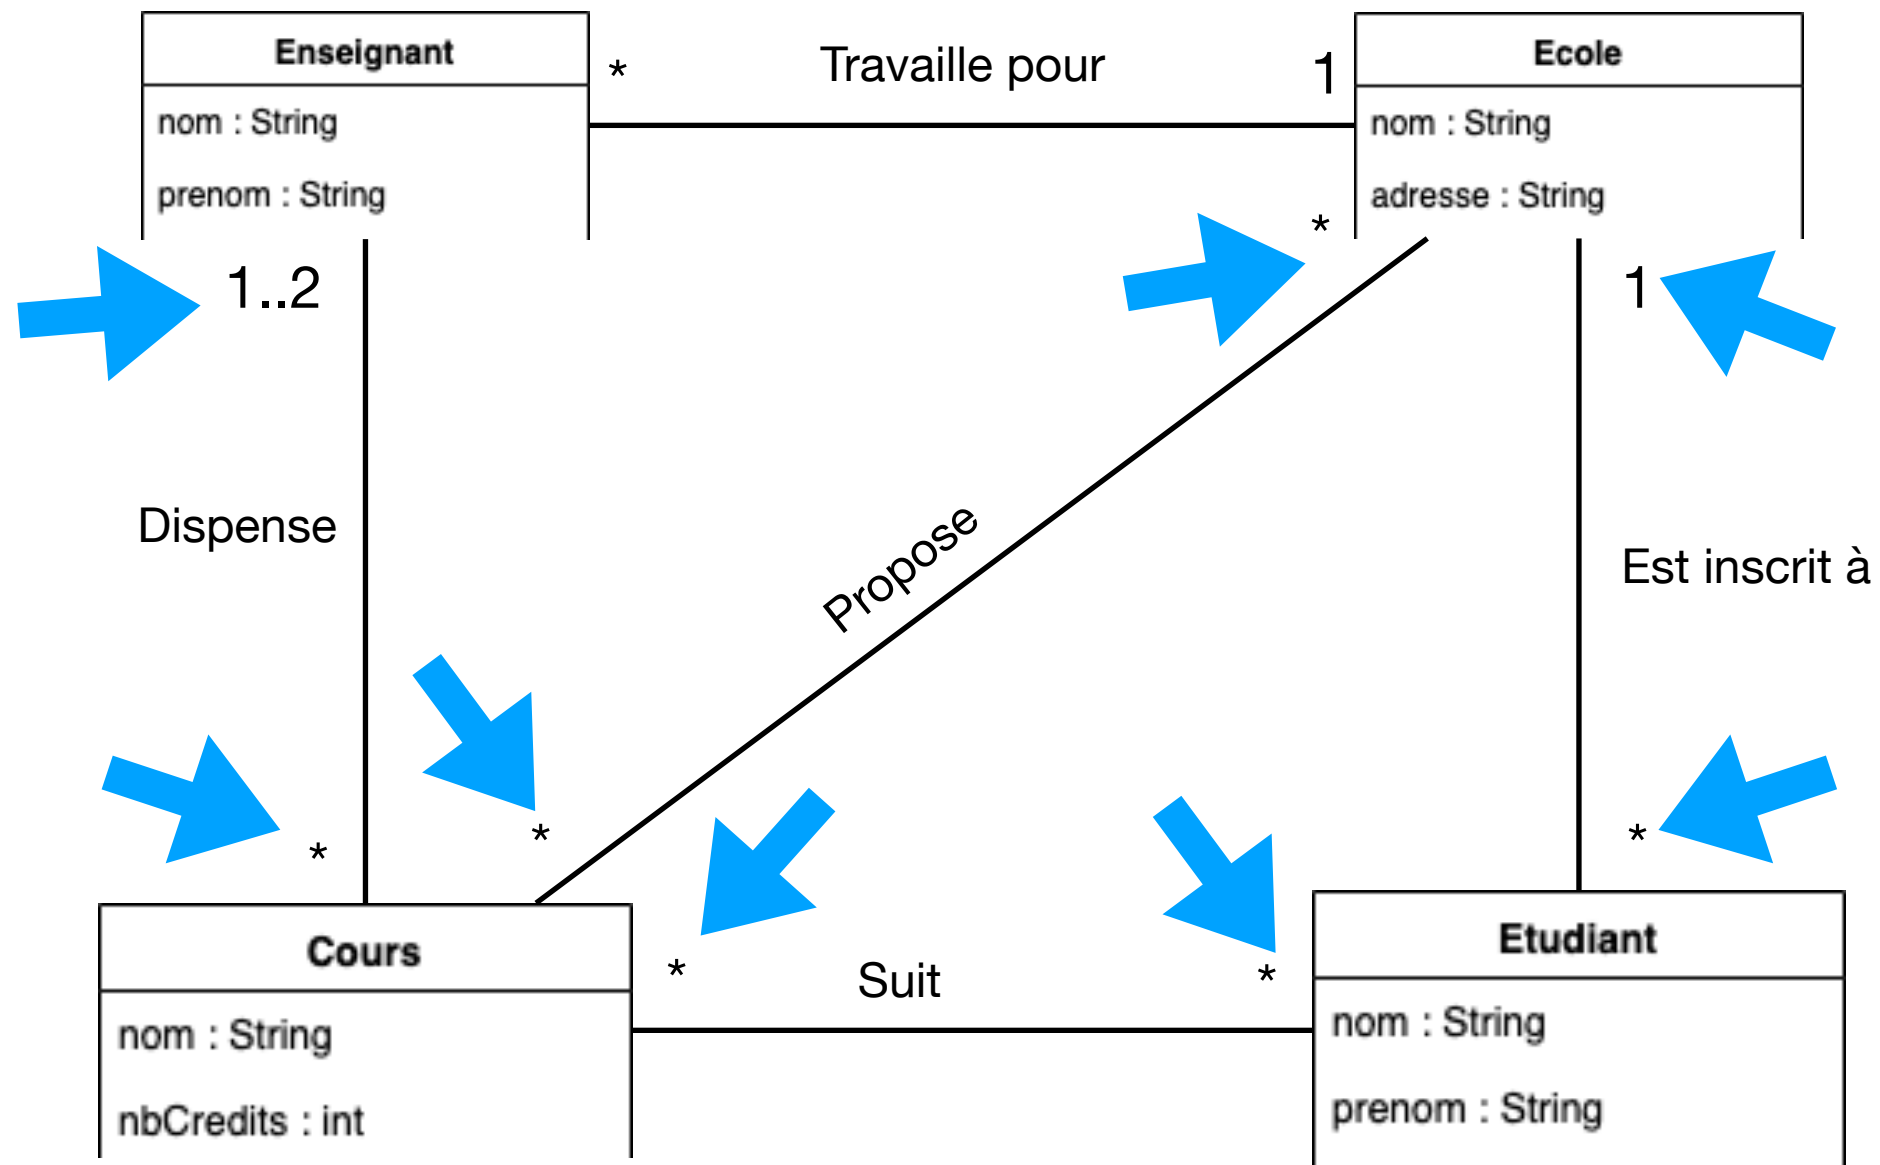 Enseignant
nom : String
prenom : String
* Travaille pour 1
Ecole
nom : String
adresse : String
*
1..2
1
Dispense
Propose
Est inscrit à
*
*
*
Cours
nom : String
nbCredits : int
* Suit *
Etudiant
nom : String
prenom : String